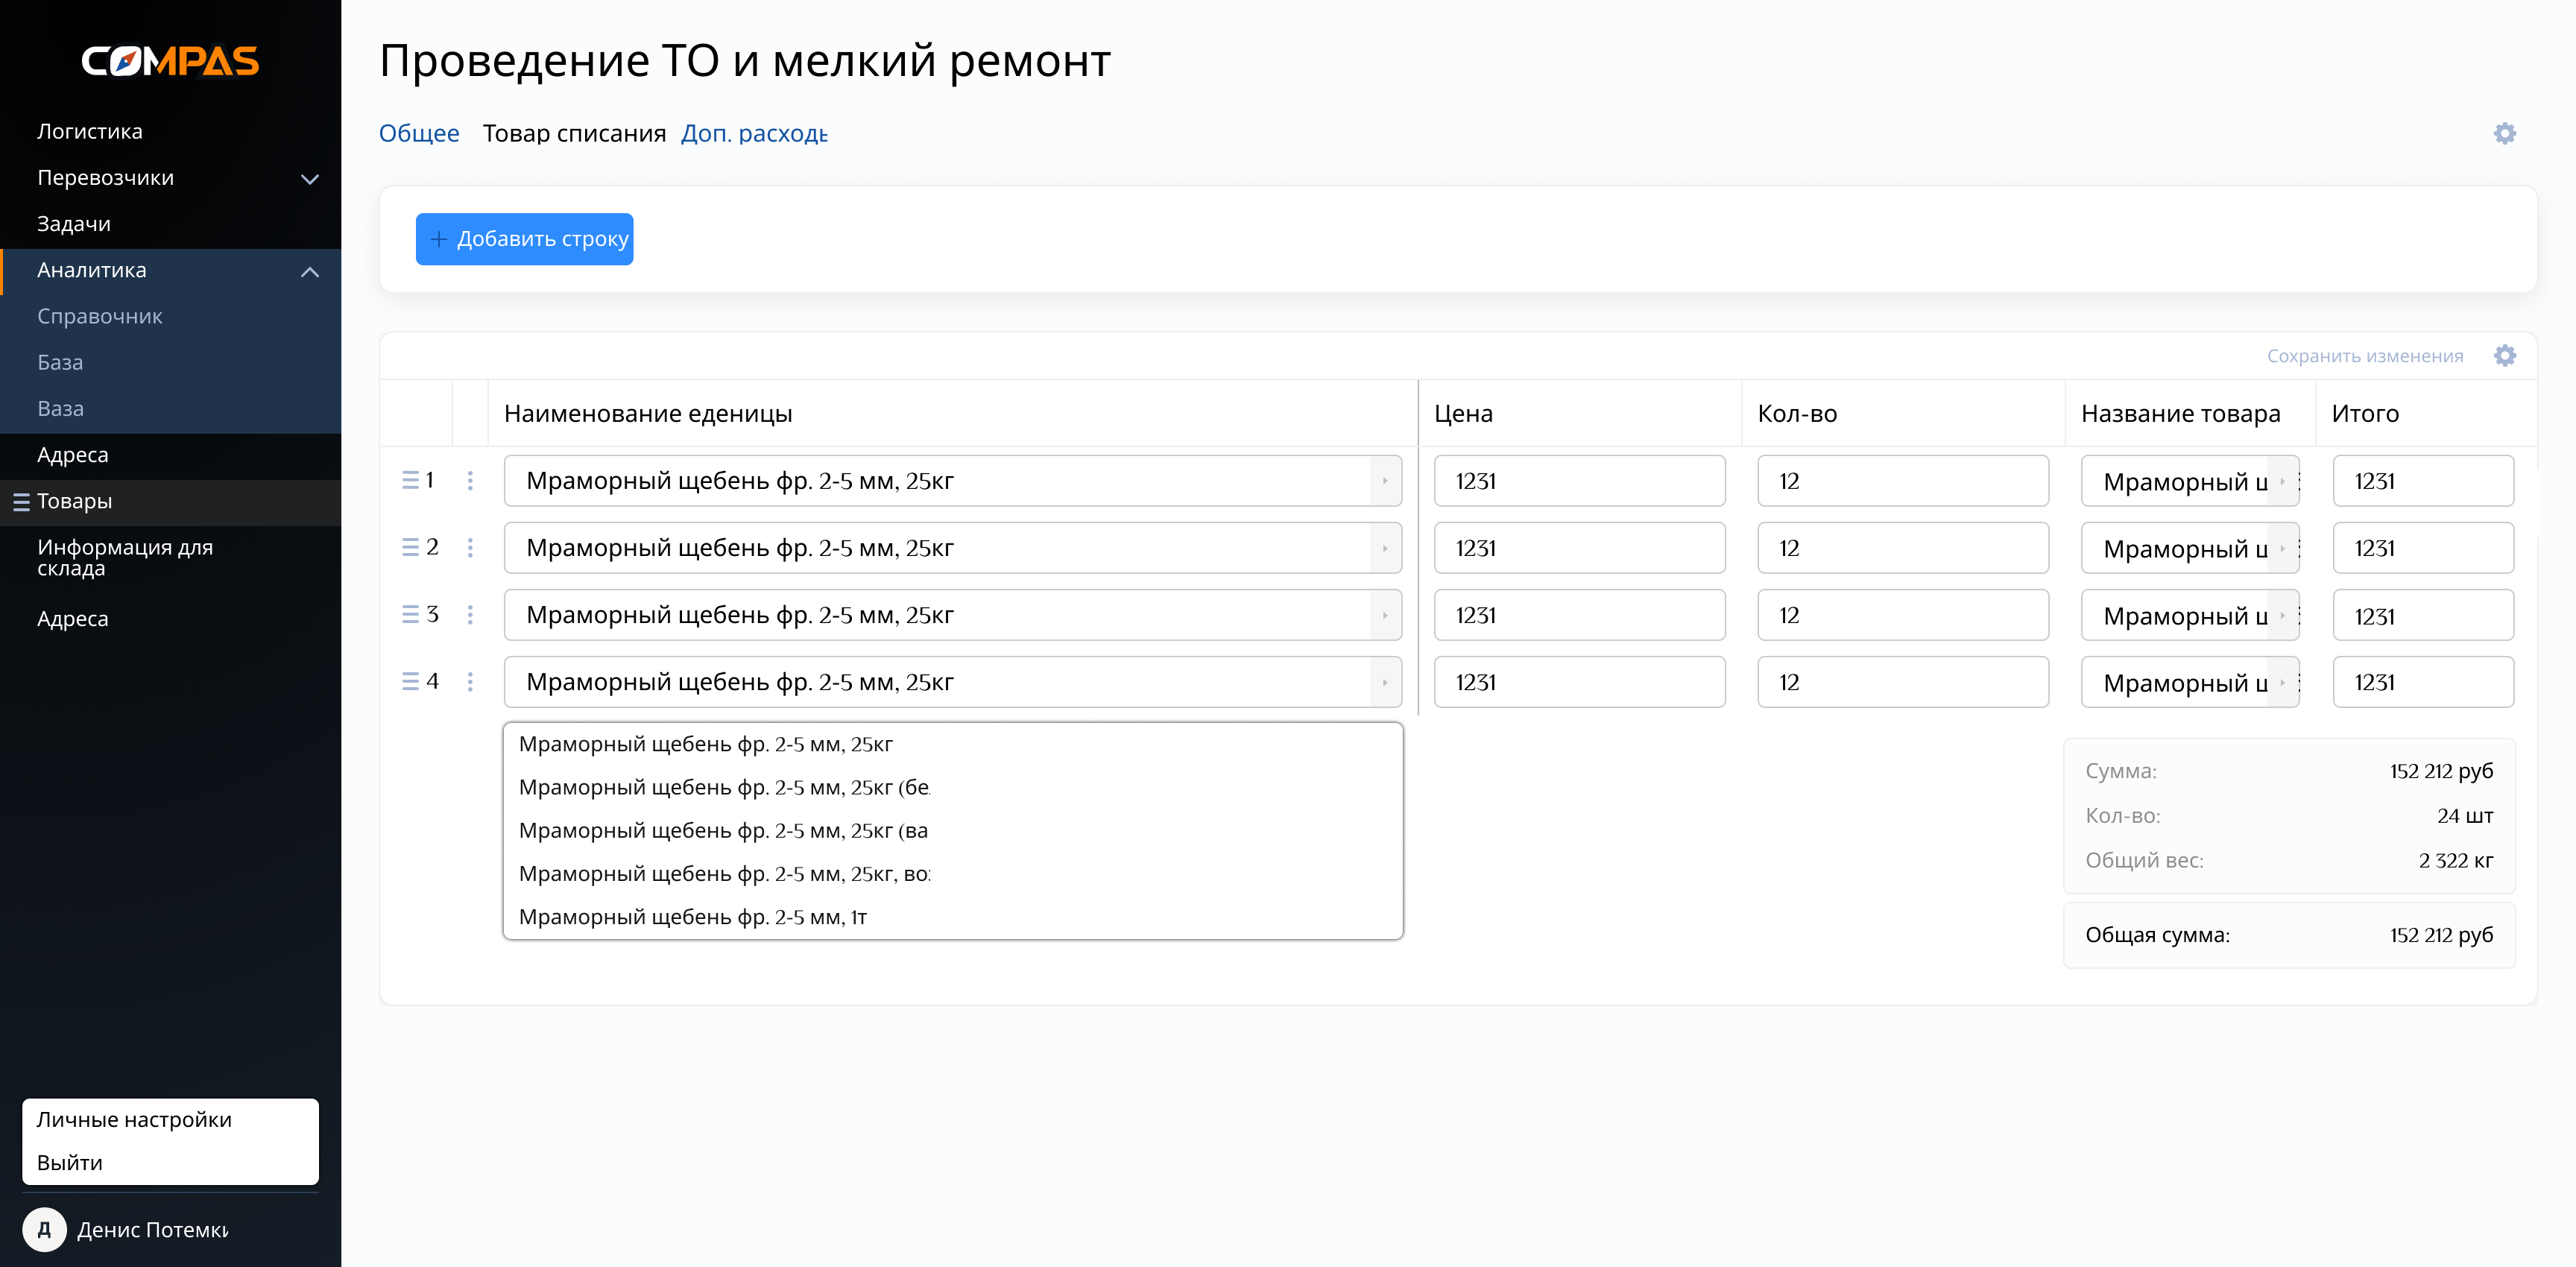 COMPAS
Логистика
Перевозчики
Задачи
Аналитика
Справочник
База
Ваза
Адреса
Товары
Информация для
склада
Адреса
Личные настройки
Выйти
Д Денис
Проведение ТО и мелкий ремонт
Общее Товар списания Доп.
+ Добавить строку
Сохранить изменения
Наименование еденицы Цена Кол-во Название товара Итого
1 Мраморный щебень фр. 2-5 мм, 25кг 1231 12 Мраморный 1231
2 Мраморный щебень фр. 2-5 мм, 25кг 1231 12 Мраморный 1231
3 Мраморный щебень фр. 2-5 мм, 25кг 1231 12 Мраморный 1231
4 Мраморный щебень фр. 2-5 мм, 25кг 1231 12 Мраморный 1231
Мраморный щебень фр. 2-5 мм, 25кг
Мраморный щебень фр. 2-5 мм, 25кг (бе
Мраморный щебень фр. 2-5 мм, 25кг (ва
Мраморный щебень фр. 2-5 мм, 25кг, во
Мраморный щебень фр. 2-5 мм, 1т
Сумма: 152 212 руб
Кол-во: 24 шт
Общий вес: 2 322 кг
Общая сумма: 152 212 руб